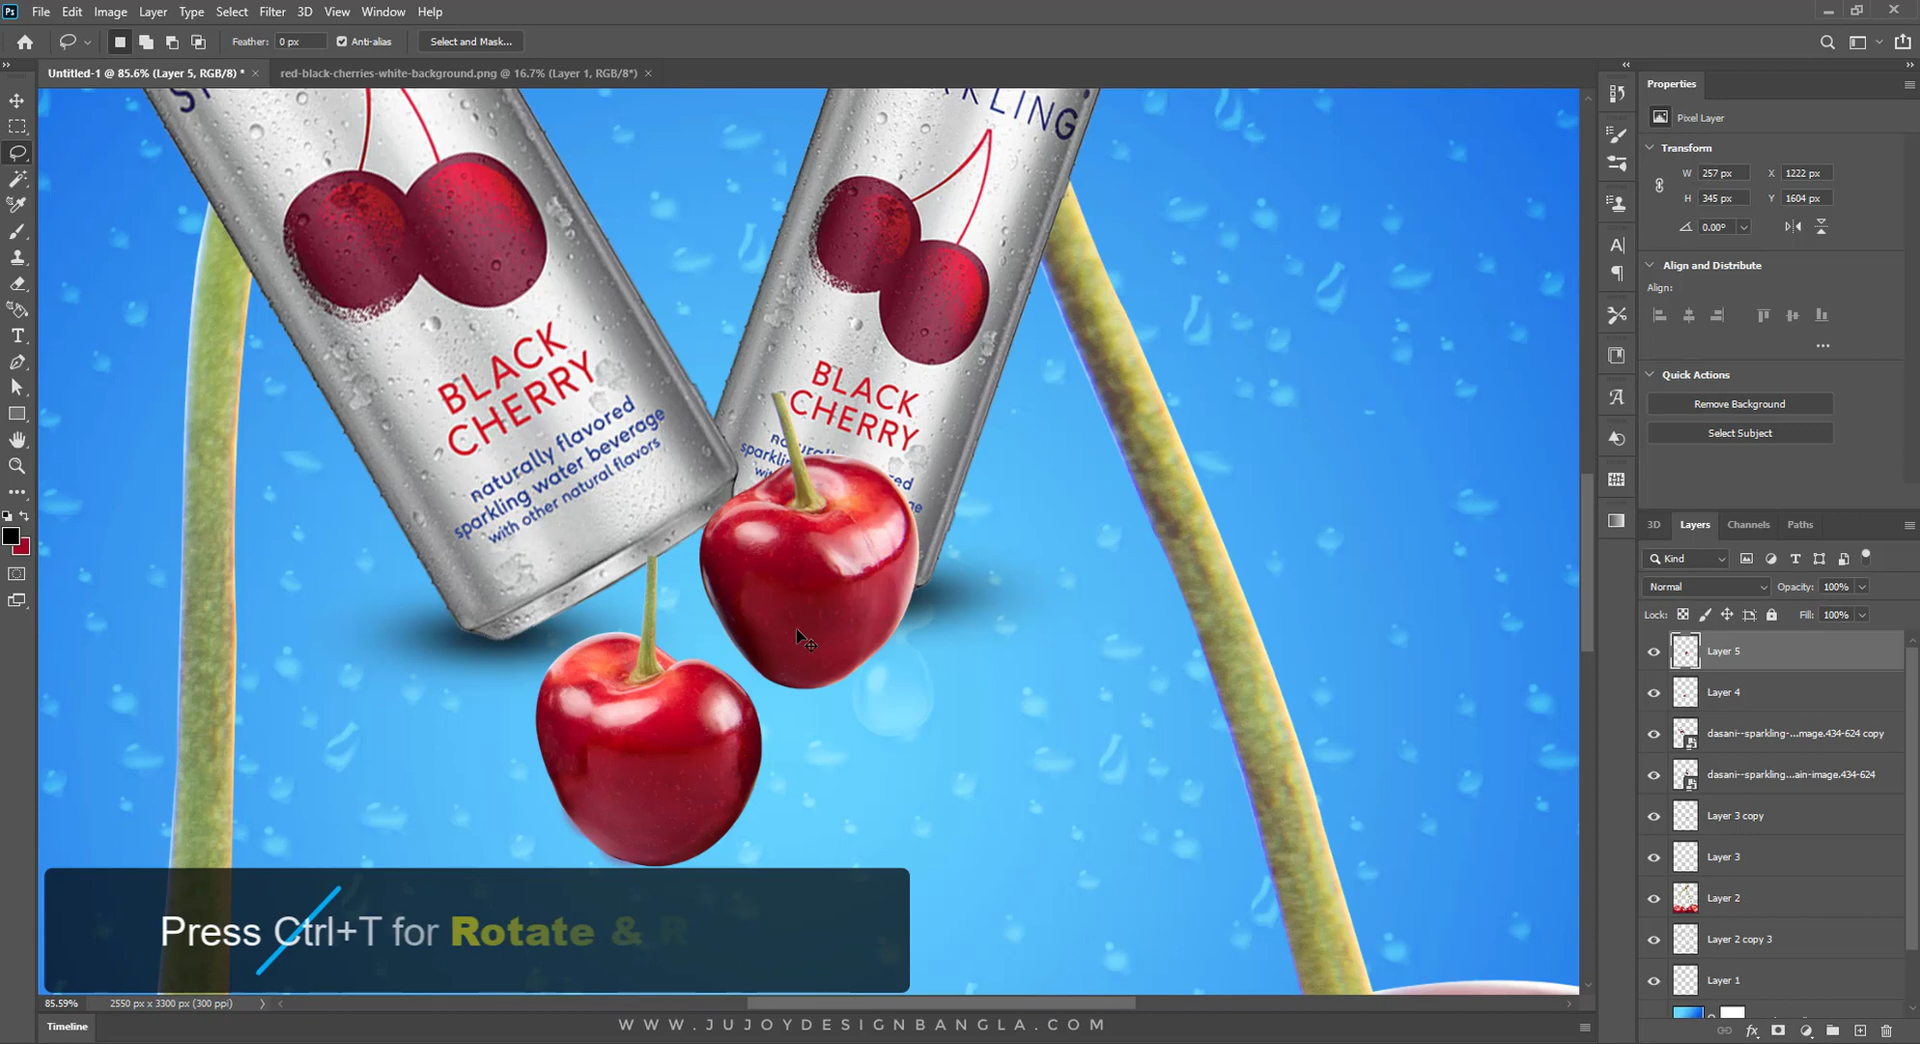 Ps File Edit Image Layer Type Select Filter 3D View Window Help
Feather: 0 px Anti-alias Select and Mask...
Untitled-1 @ 85.6% (Layer 5, RGB/8) * × red-black-cherries-white-background.png @ 16.7% (Layer 1, RGB/8*) ×
Properties
Pixel Layer
Transform
W 257 px X 1222 px
H 345 px Y 1604 px
0.00°
Align and Distribute
Align:
Quick Actions
Remove Background
Select Subject
3D Layers Channels Paths
Kind
Normal Opacity: 100%
Lock: Fill: 100%
Layer 5
Layer 4
dasani--sparkling-...mage.434-624 copy
dasani--sparkling...ain-image.434-624
Layer 3 copy
Layer 3
Layer 2
Layer 2 copy 3
Layer 1
BLACK
CHERRY
naturally flavored
sparkling water beverage
with other natural flavors
KLING
BLACK
CHERRY
Press Ctrl+T for Rotate & R
85.59% 2550 px x 3300 px (300 ppi)
Timeline
WWW.JUJOYDESIGNBANGLA.COM